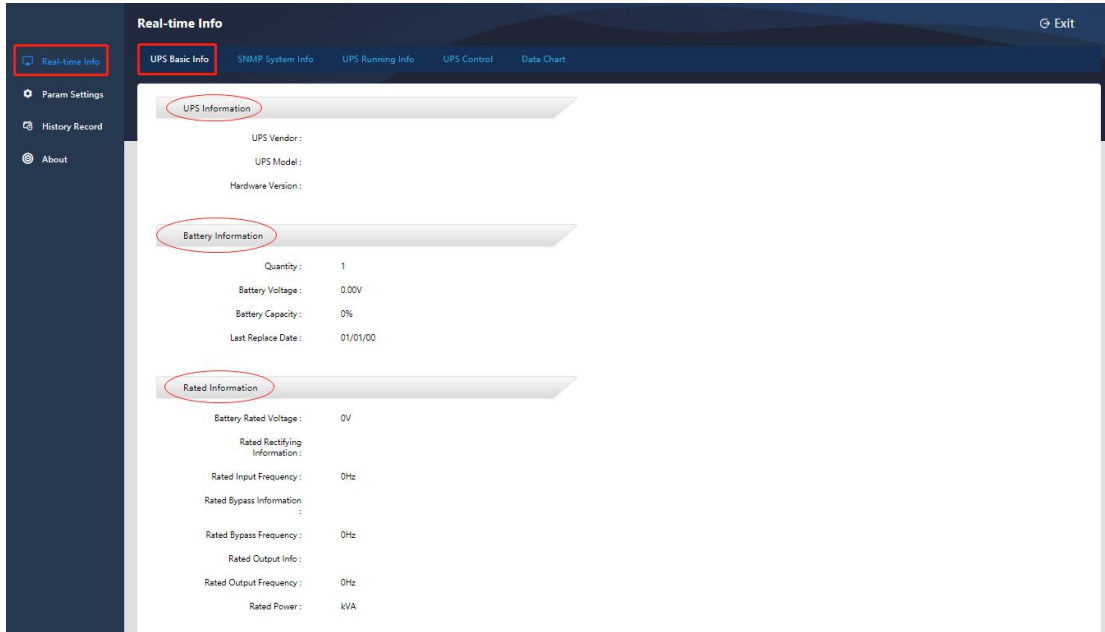 Real-time Info
Exit
Real-time Info
Param Settings
History Record
About
UPS Basic Info SNMP System Info UPS Running Info UPS Control Data Chart
UPS Information
UPS Vendor :
UPS Model :
Hardware Version :
Battery Information
Quantity : 1
Battery Voltage : 0.00V
Battery Capacity : 0%
Last Replace Date : 01/01/00
Rated Information
Battery Rated Voltage : 0V
Rated Rectifying
Information :
Rated Input Frequency : 0Hz
Rated Bypass Information
:
Rated Bypass Frequency : 0Hz
Rated Output Info :
Rated Output Frequency : 0Hz
Rated Power : kVA